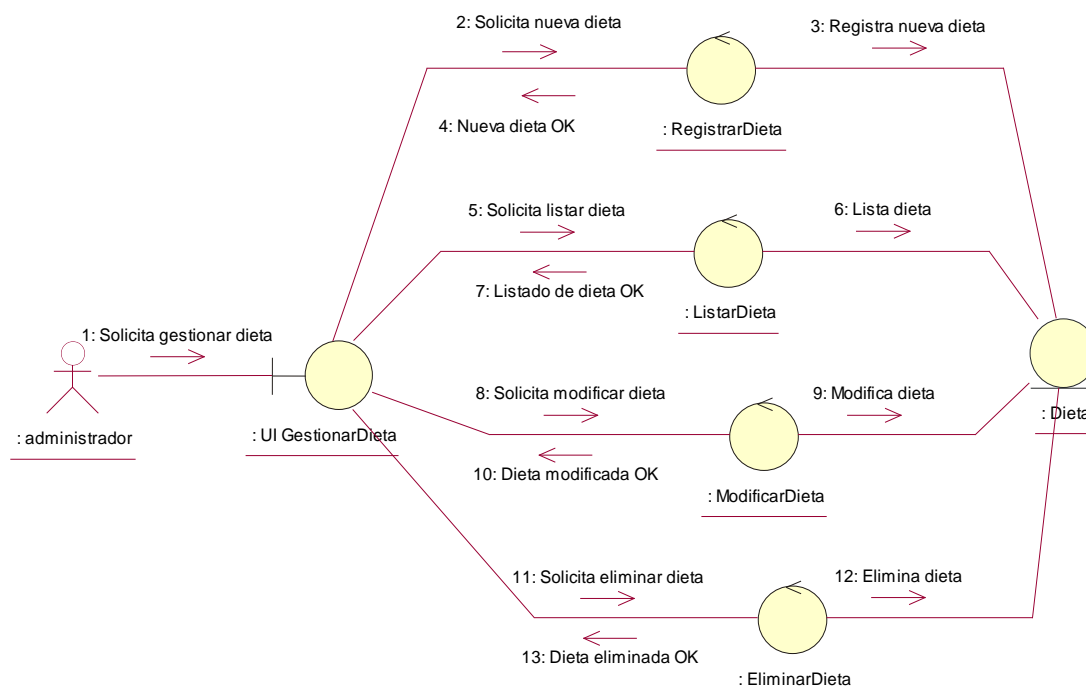 2: Solicita nueva dieta
3: Registra nueva dieta
4: Nueva dieta OK
: RegistrarDieta
5: Solicita listar dieta
6: Lista dieta
7: Listado de dieta OK
: ListarDieta
1: Solicita gestionar dieta
8: Solicita modificar dieta
9: Modifica dieta
: Dieta
: administrador
: UI GestionarDieta
10: Dieta modificada OK
: ModificarDieta
11: Solicita eliminar dieta
12: Elimina dieta
13: Dieta eliminada OK
: EliminarDieta